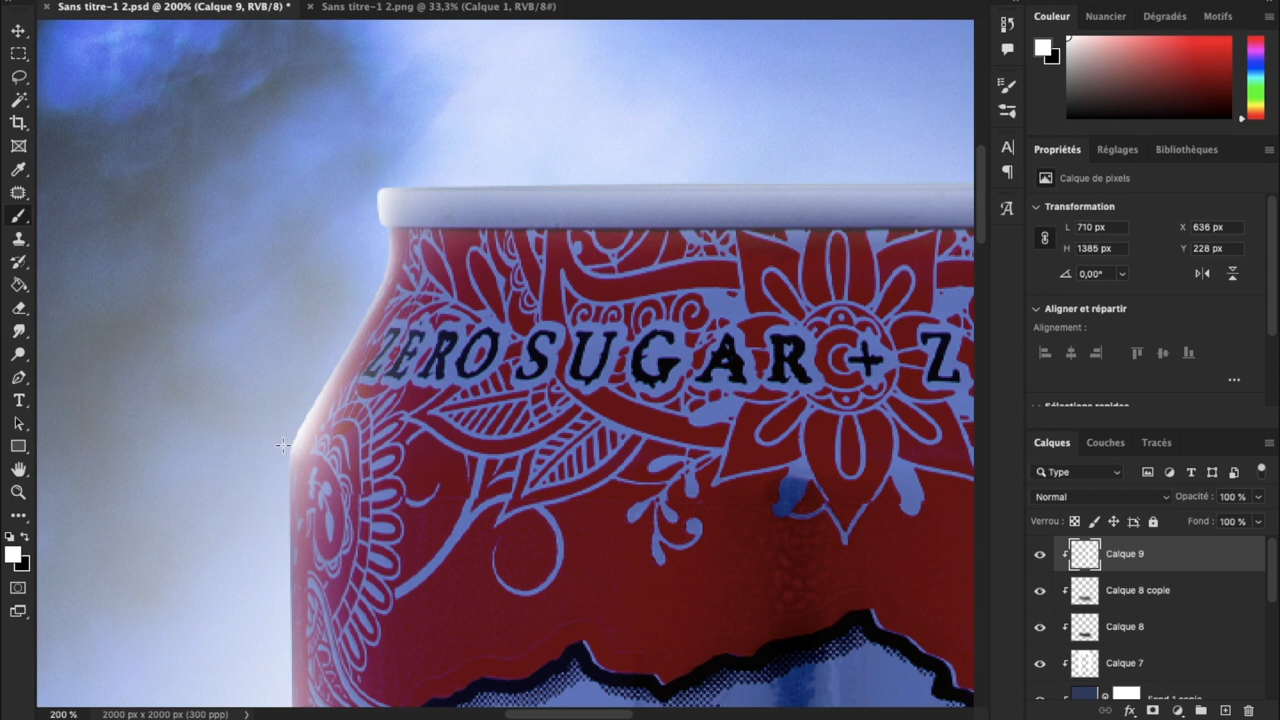 Sans titre-1 2.psd @ 200% (Calque 9, RVB/8) *
Sans titre-1 2.png @ 33,3% (Calque 1, RVB/8#)
Couleur Nuancier Dégradés Motifs
Propriétés Réglages Bibliothèques
Calque de pixels
Transformation
L 710 px X 636 px
H 1385 px Y 228 px
0,00°
Aligner et répartir
Alignement :
Calques Couches Tracés
Type
Normal Opacité : 100 %
Verrou : Fond : 100 %
Calque 9
Calque 8 copie
Calque 8
Calque 7
ZERO SUGAR + Z
200 % 2000 px x 2000 px (300 ppp)